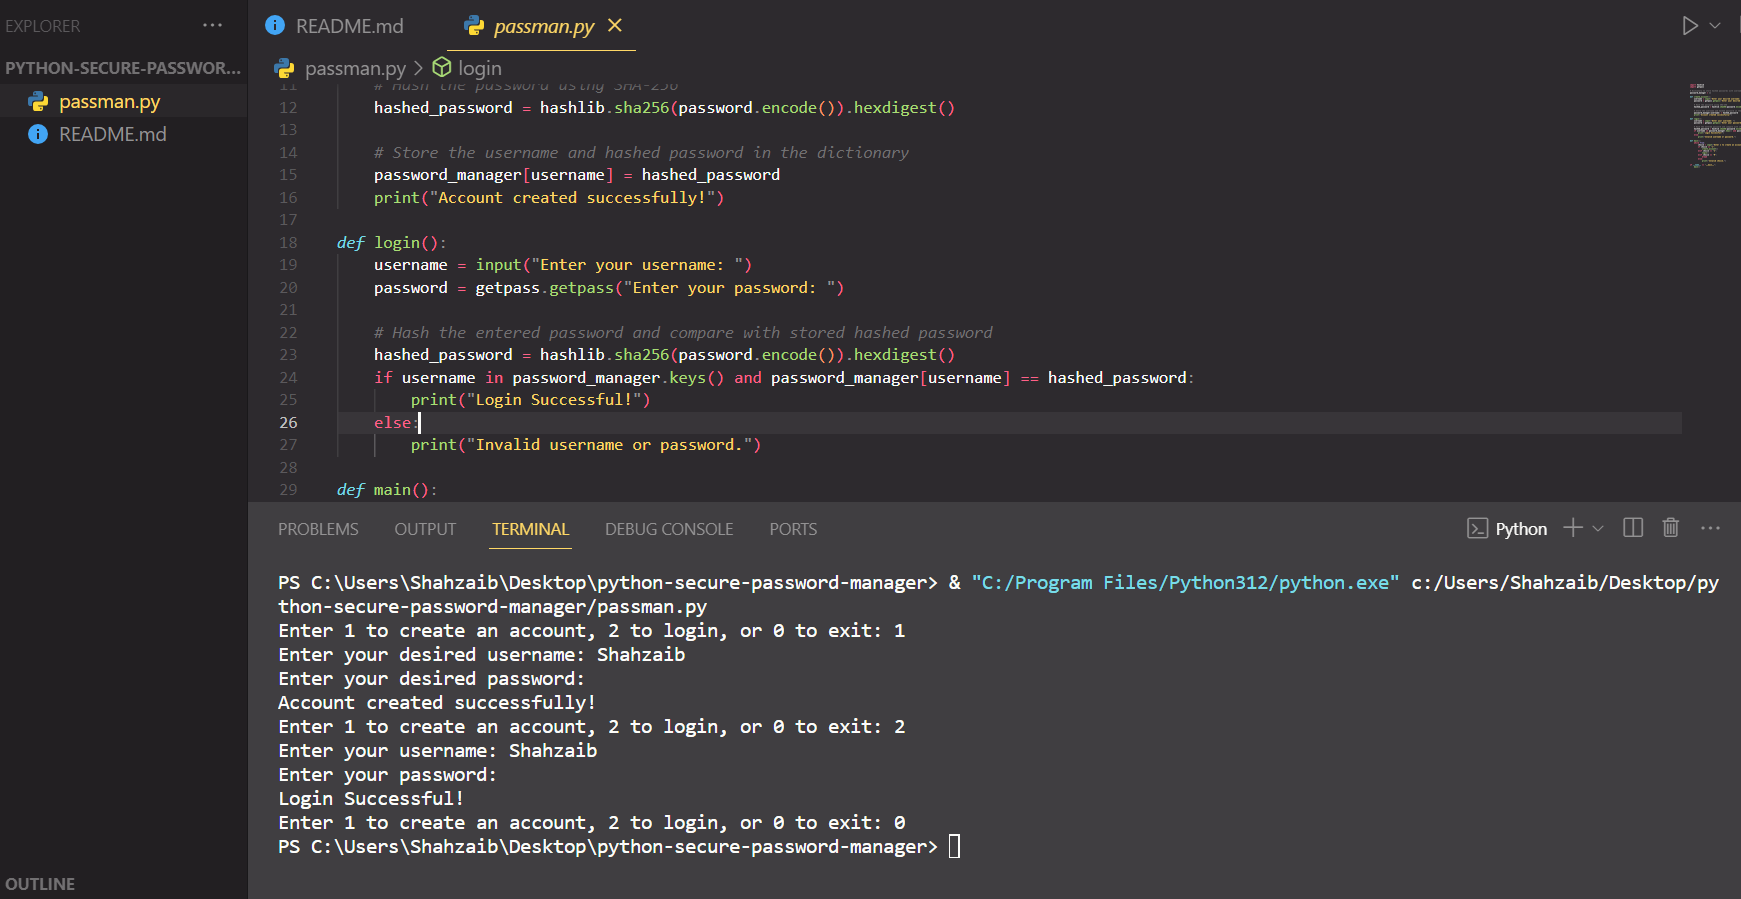 EXPLORER
PYTHON-SECURE-PASSWOR...
passman.py
README.md
OUTLINE
README.md
passman.py
passman.py > login
11 # Hash the password using SHA-256
12 hashed_password = hashlib.sha256(password.encode()).hexdigest()
13
14 # Store the username and hashed password in the dictionary
15 password_manager[username] = hashed_password
16 print("Account created successfully!")
17
18 def login():
19 username = input("Enter your username: ")
20 password = getpass.getpass("Enter your password: ")
21
22 # Hash the entered password and compare with stored hashed password
23 hashed_password = hashlib.sha256(password.encode()).hexdigest()
24 if username in password_manager.keys() and password_manager[username] == hashed_password:
25 print("Login Successful!")
26 else:
27 print("Invalid username or password.")
28
29 def main():
PROBLEMS OUTPUT TERMINAL DEBUG CONSOLE PORTS
Python
PS C:\Users\Shahzaib\Desktop\python-secure-password-manager> & "C:/Program Files/Python312/python.exe" c:/Users/Shahzaib/Desktop/py
thon-secure-password-manager/passman.py
Enter 1 to create an account, 2 to login, or 0 to exit: 1
Enter your desired username: Shahzaib
Enter your desired password:
Account created successfully!
Enter 1 to create an account, 2 to login, or 0 to exit: 2
Enter your username: Shahzaib
Enter your password:
Login Successful!
Enter 1 to create an account, 2 to login, or 0 to exit: 0
PS C:\Users\Shahzaib\Desktop\python-secure-password-manager>